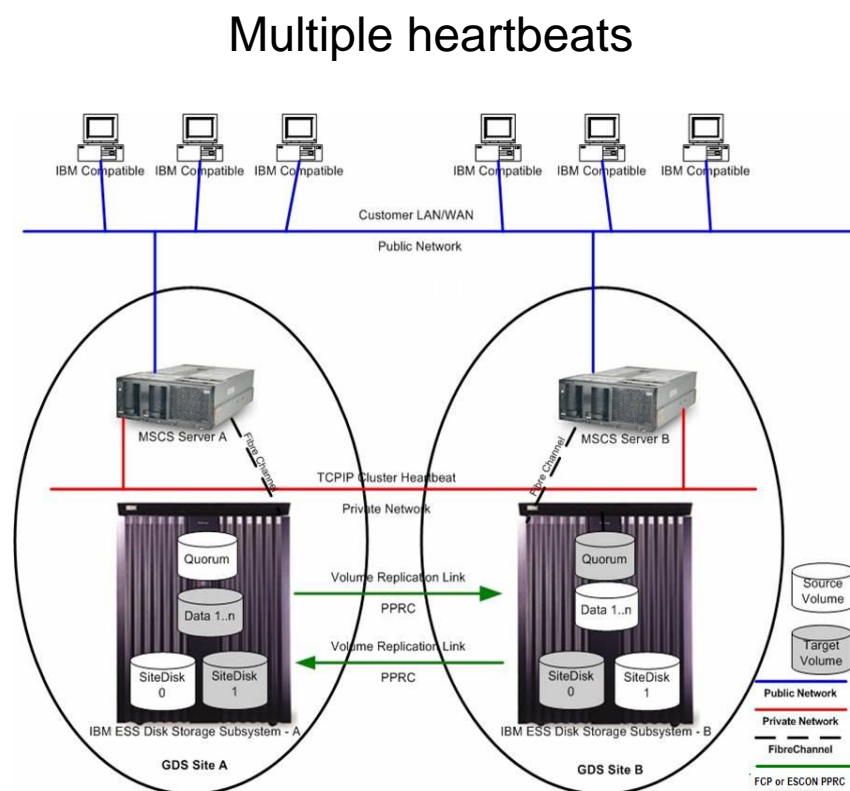 Multiple heartbeats
IBM Compatible IBM Compatible IBM Compatible IBM Compatible IBM Compatible IBM Compatible
Customer LAN/WAN
Public Network
MSCS Server A
MSCS Server B
Fibre Channel
Fibre Channel
TCPIP Cluster Heartbeat
Private Network
Quorum
Quorum
Volume Replication Link
PPRC
Data 1..n
Data 1..n
Source
Volume
Volume Replication Link
PPRC
Target
Volume
SiteDisk
0
SiteDisk
1
SiteDisk
0
SiteDisk
1
Public Network
Private Network
FibreChannel
FCP or ESCON PPRC
IBM ESS Disk Storage Subsystem - A
IBM ESS Disk Storage Subsystem - B
GDS Site A
GDS Site B